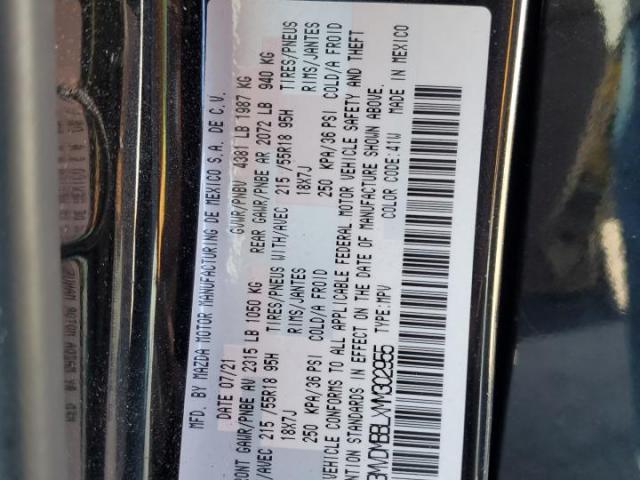 MFD. BY MAZDA MOTOR MANUFACTURING DE MEXICO S.A. DE C.V.
DATE 07/21 GVWR/PNBV 4381 LB 1987 KG
RONT GAWR/PNBE AV 2315 LB 1050 KG REAR GAWR/PNBE AR 2072 LB 940 KG
/AVEC 215 /55R18 95H TIRES/PNEUS WITH/AVEC 215 /55R18 95H TIRES/PNEUS
18X7J RIMS/JANTES 18X7J RIMS/JANTES
250 KPA/36 PSI COLD/A FROID 250 KPA/36 PSI COLD/A FROID
VEHICLE CONFORMS TO ALL APPLICABLE FEDERAL MOTOR VEHICLE SAFETY AND THEFT
NTION STANDARDS IN EFFECT ON THE DATE OF MANUFACTURE SHOWN ABOVE.
3MVDMBBLXMM302955 TYPE:MPV COLOR CODE:41W MADE IN MEXICO